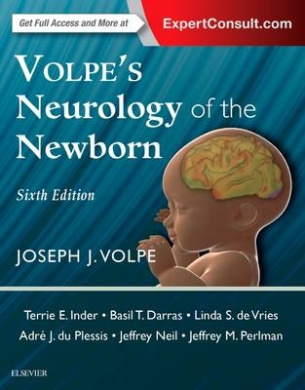 Get Full Access and More at
ExpertConsult.com
VOLPE'S
Neurology of the
Newborn
Sixth Edition
JOSEPH J. VOLPE
Terrie E. Inder • Basil T. Darras • Linda S. de Vries
Adré J. du Plessis • Jeffrey Neil • Jeffrey M. Perlman
ELSEVIER